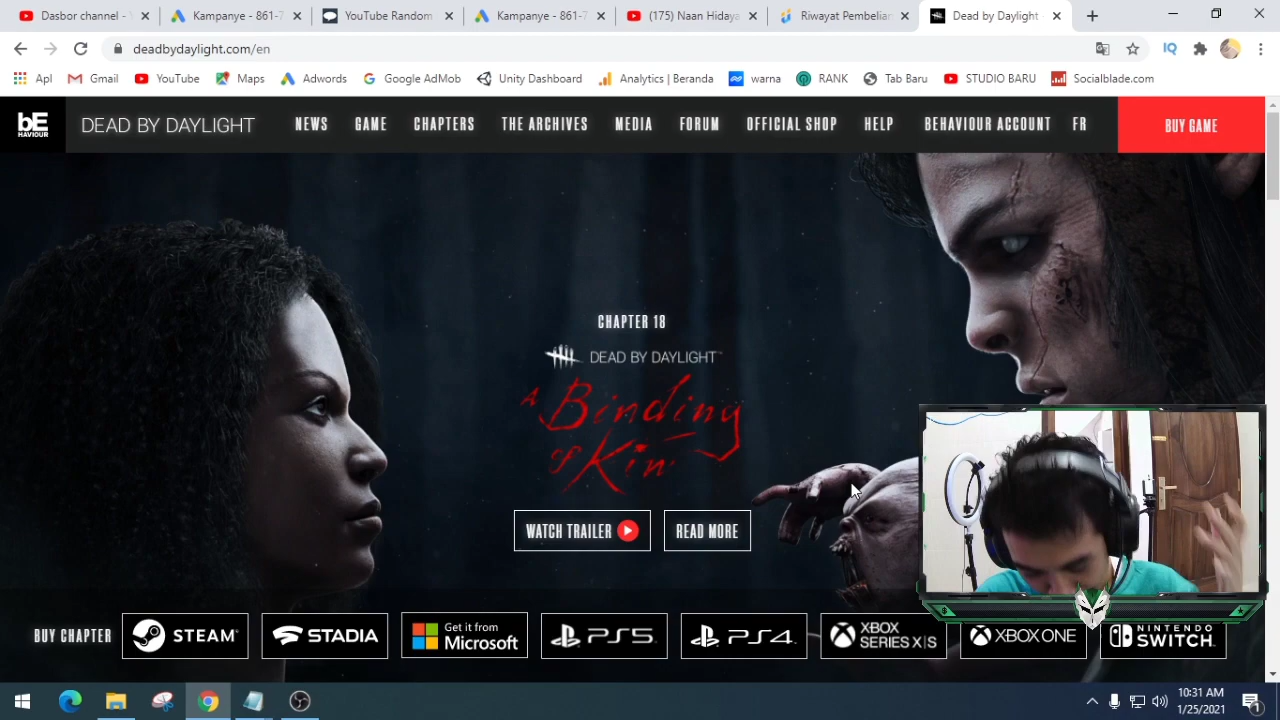 Dasbor channel -
Kampanye - 861-7
YouTube Random
Kampanye - 861-7
(175) Naan Hidaya
Riwayat Pembelian
Dead by Daylight -
deadbydaylight.com/en
Apl
Gmail
YouTube
Maps
Adwords
Google AdMob
Unity Dashboard
Analytics | Beranda
warna
RANK
Tab Baru
STUDIO BARU
Socialblade.com
bE
HAVIOUR
DEAD BY DAYLIGHT
NEWS
GAME
CHAPTERS
THE ARCHIVES
MEDIA
FORUM
OFFICIAL SHOP
HELP
BEHAVIOUR ACCOUNT
FR
BUY GAME
CHAPTER 18
DEAD BY DAYLIGHT™
A Binding
of Kin
WATCH TRAILER
READ MORE
BUY CHAPTER
STEAM
STADIA
Get it from
Microsoft
PS5
PS4
XBOX
SERIES X|S
XBOX ONE
NINTENDO
SWITCH
10:31 AM
1/25/2021